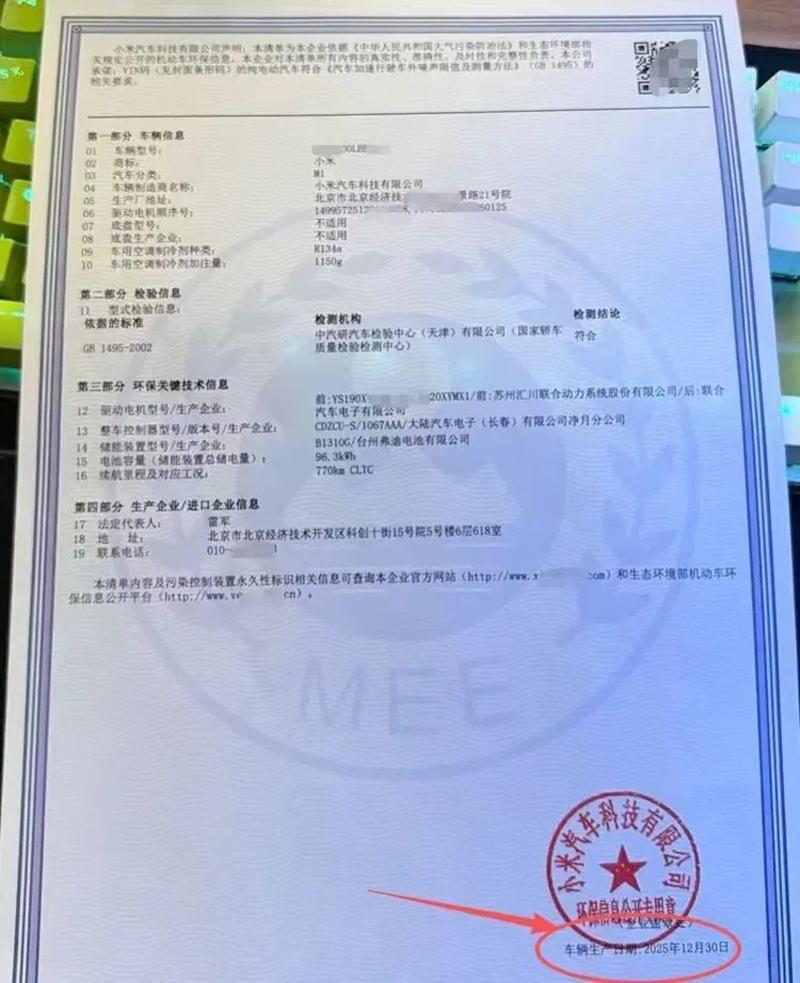 小米汽车科技有限公司声明：本清单为本企业依据《中华人民共和国大气污染防治法》和生态环境部相
关规定公开的机动车环保信息，本企业对本清单所有内容的真实性、准确性、及时性和完整性负责。本公司
承诺：VIN码（见封面条形码）的纯电动汽车符合《汽车加速行驶车外噪声限值及测量方法》（GB 1495）的
相关要求。
第一部分 车辆信息
01 车辆型号：
02 商标： 小米
03 汽车分类： M1
04 车辆制造商名称： 小米汽车科技有限公司
05 生产厂地址： 北京市北京经济技 景路21号院
06 驱动电机顺序号： 60125
07 底盘型号： 不适用
08 底盘生产企业： 不适用
09 车用空调制冷剂种类： R134a
10 车用空调制冷剂加注量： 1150g
第二部分 检验信息
11 型式检验信息：
依据的标准 检测机构 检测结论
GB 1495-2002 中汽研汽车检验中心（天津）有限公司（国家轿车 符合
质量检验检测中心）
第三部分 环保关键技术信息
12 驱动电机型号/生产企业： 前:YS190X 20XYMX1/前:苏州汇川联合动力系统股份有限公司/后:联合
汽车电子有限公司
13 整车控制器型号/版本号/生产企业： CDZCU-S/1067AAA/大陆汽车电子（长春）有限公司净月分公司
14 储能装置型号/生产企业： B1310G/台州弗迪电池有限公司
15 电池容量（储能装置总储电量）： 96.3kWh
16 续航里程及对应工况： 770km CLTC
第四部分 生产企业/进口企业信息
17 法定代表人： 雷军
18 地 址： 北京市北京经济技术开发区科创十街15号院5号楼6层618室
19 联系电话： 010-
本清单内容及污染控制装置永久性标识相关信息可查询本企业官方网站（http://www.x com）和生态环境部机动车环
保信息公开平台（http://www.ve cn）。
MEE
小米汽车科技有限公司
环保信息公开专用章
（企业盖章处）
车辆生产日期:2025年12月30日